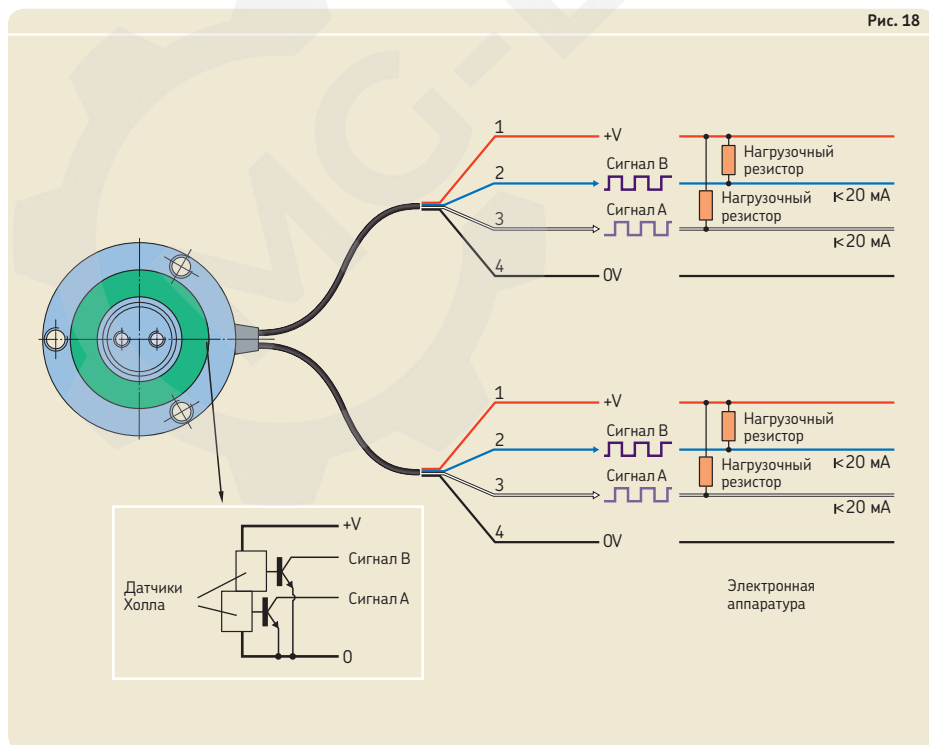 Рис. 18
1
+V
2
Сигнал B
Нагрузочный
резистор
I<20 мА
3
Сигнал A
Нагрузочный
резистор
I<20 мА
4
0V
1
+V
2
Сигнал B
Нагрузочный
резистор
I<20 мА
3
Сигнал A
Нагрузочный
резистор
I<20 мА
4
0V
+V
Сигнал B
Датчики
Холла
Сигнал A
0
Электронная
аппаратура